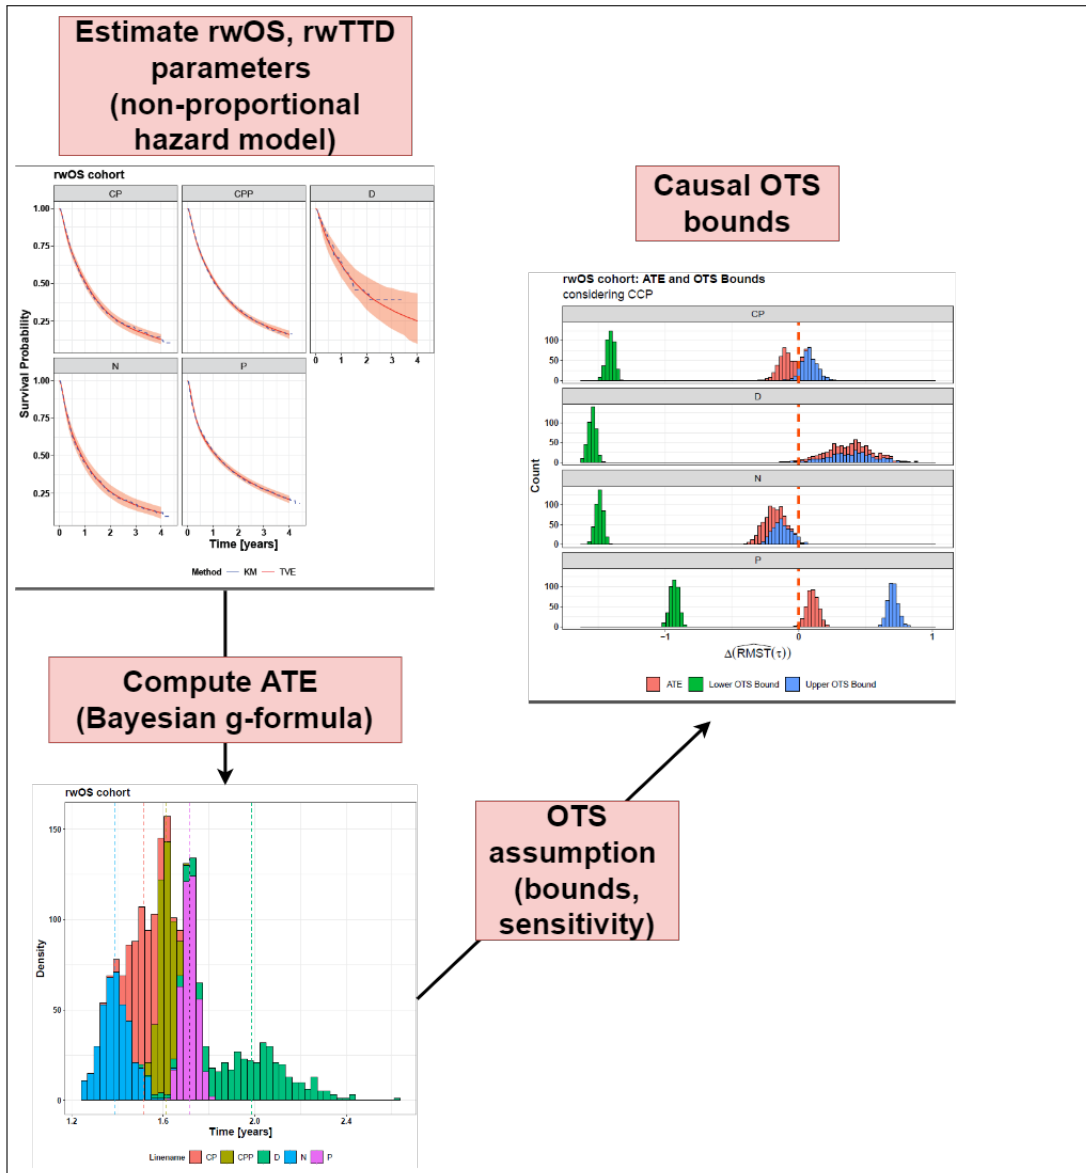 Estimate rwOS, rwTTD
parameters
(non-proportional
hazard model)
rwOS cohort
CP
CPP
D
1.00
0.75
0.50
0.25
0 1 2 3 4
N
P
1.00
0.75
0.50
0.25
0 1 2 3 4
0 1 2 3 4
Survival Probability
Time [years]
Method KM TVE
Compute ATE
(Bayesian g-formula)
rwOS cohort
150
100
50
0
Density
1.2 1.6 2.0 2.4
Time [years]
Linename CP CPP D N P
OTS
assumption
(bounds,
sensitivity)
Causal OTS
bounds
rwOS cohort: ATE and OTS Bounds
considering CCP
CP
100
50
0
D
100
50
0
N
100
50
0
P
100
50
0
Count
−1 0 1
Δ(RMST(τ))
ATE Lower OTS Bound Upper OTS Bound